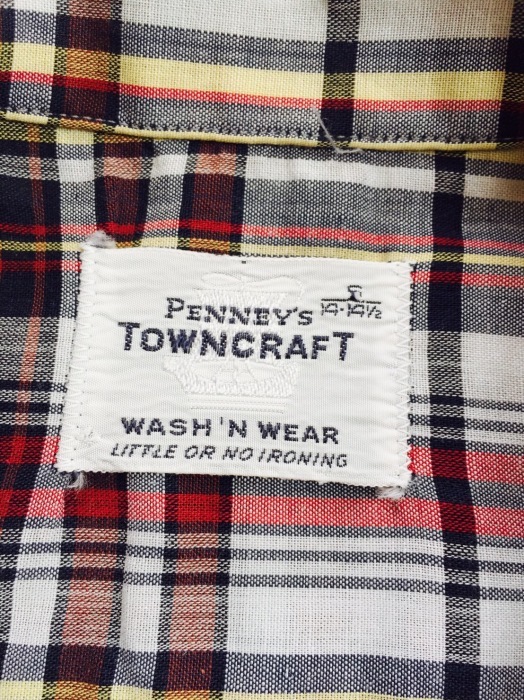 S
14-14½
PENNEY'S
TOWNCRAFT
WASH 'N WEAR
LITTLE OR NO IRONING